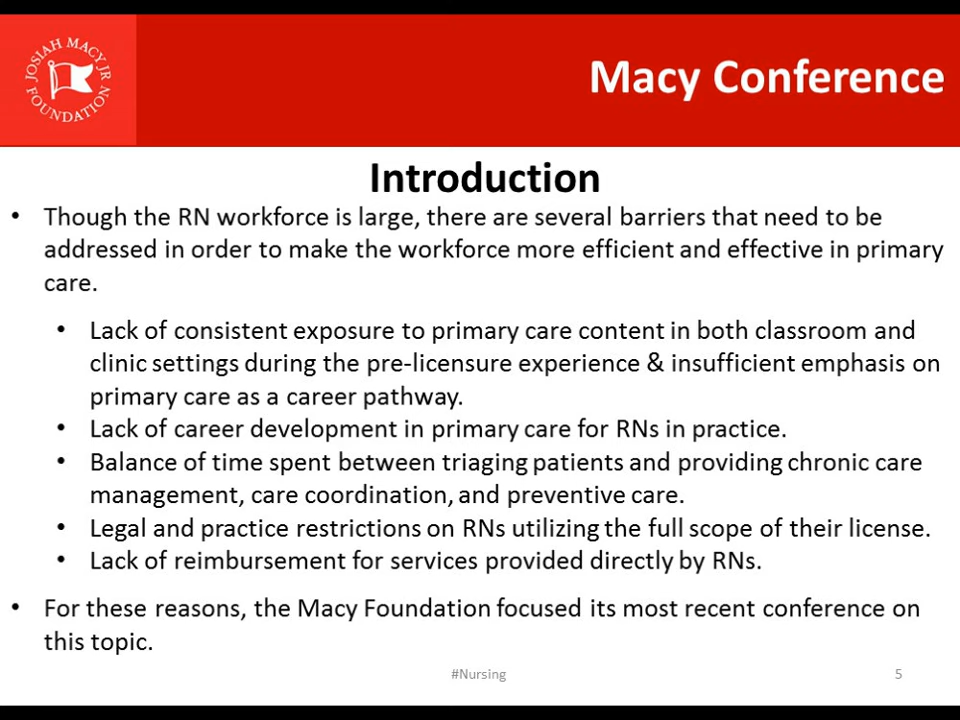 JOSIAH MACY JR
FOUNDATION
Macy Conference
Introduction
• Though the RN workforce is large, there are several barriers that need to be
addressed in order to make the workforce more efficient and effective in primary
care.
• Lack of consistent exposure to primary care content in both classroom and
clinic settings during the pre-licensure experience & insufficient emphasis on
primary care as a career pathway.
• Lack of career development in primary care for RNs in practice.
• Balance of time spent between triaging patients and providing chronic care
management, care coordination, and preventive care.
• Legal and practice restrictions on RNs utilizing the full scope of their license.
• Lack of reimbursement for services provided directly by RNs.
• For these reasons, the Macy Foundation focused its most recent conference on
this topic.
#Nursing
5